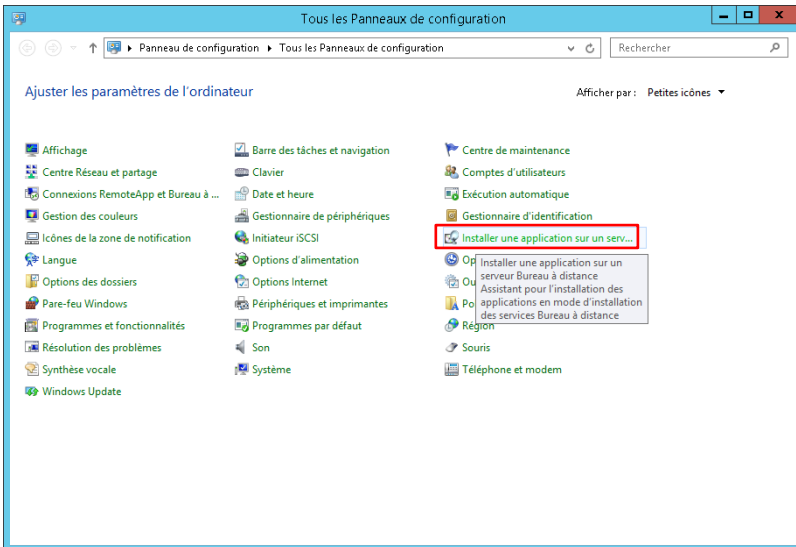 Tous les Panneaux de configuration
Panneau de configuration ▸ Tous les Panneaux de configuration
Rechercher
Ajuster les paramètres de l'ordinateur
Afficher par : Petites icônes
Affichage
Barre des tâches et navigation
Centre de maintenance
Centre Réseau et partage
Clavier
Comptes d'utilisateurs
Connexions RemoteApp et Bureau à ...
Date et heure
Exécution automatique
Gestion des couleurs
Gestionnaire de périphériques
Gestionnaire d'identification
Icônes de la zone de notification
Initiateur iSCSI
Installer une application sur un serv...
Langue
Options d'alimentation
Op
Installer une application sur un
serveur Bureau à distance
Assistant pour l'installation des
applications en mode d'installation
des services Bureau à distance
Options des dossiers
Options Internet
Ou
Pare-feu Windows
Périphériques et imprimantes
Po
Programmes et fonctionnalités
Programmes par défaut
Région
Résolution des problèmes
Son
Souris
Synthèse vocale
Système
Téléphone et modem
Windows Update